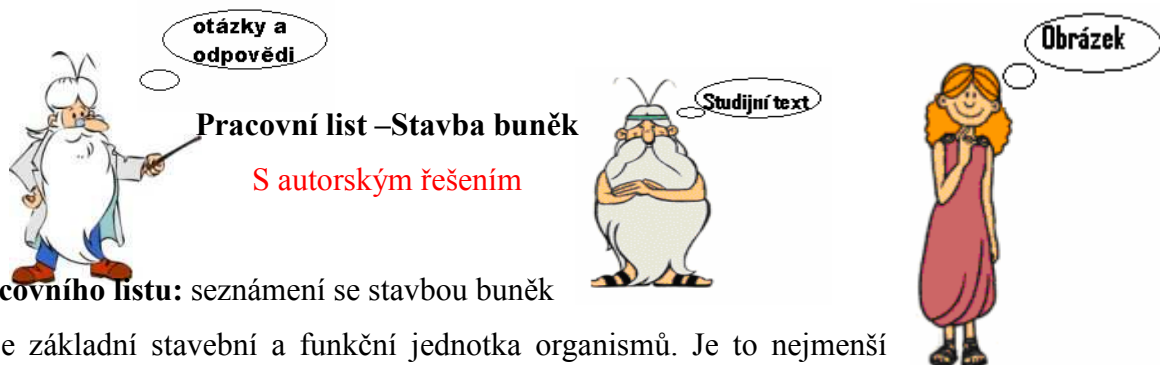 otázky a
odpovědi
Obrázek
Studijní text
Pracovní list –Stavba buněk
S autorským řešením
covního listu: seznámení se stavbou buněk
e základní stavební a funkční jednotka organismů. Je to nejmenší